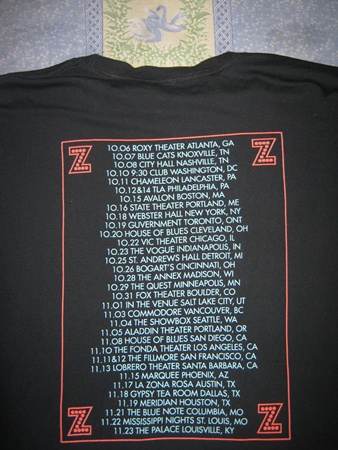 Z Z
10.06 ROXY THEATER ATLANTA, GA
10.07 BLUE CATS KNOXVILLE, TN
10.08 CITY HALL NASHVILLE, TN
10.10 9:30 CLUB WASHINGTON, DC
10.11 CHAMELEON LANCASTER, PA
10.12&14 TLA PHILADELPHIA, PA
10.15 AVALON BOSTON, MA
10.16 STATE THEATER PORTLAND, ME
10.18 WEBSTER HALL NEW YORK, NY
10.19 GUVERNMENT TORONTO, ONT
10.20 HOUSE OF BLUES CLEVELAND, OH
10.22 VIC THEATER CHICAGO, IL
10.23 THE VOGUE INDIANAPOLIS, IN
10.25 ST. ANDREWS HALL DETROIT, MI
10.26 BOGART'S CINCINNATI, OH
10.28 THE ANNEX MADISON, WI
10.29 THE QUEST MINNEAPOLIS, MN
10.31 FOX THEATER BOULDER, CO
11.01 IN THE VENUE SALT LAKE CITY, UT
11.03 COMMODORE VANCOUVER, BC
11.04 THE SHOWBOX SEATTLE, WA
11.05 ALADDIN THEATER PORTLAND, OR
11.08 HOUSE OF BLUES SAN DIEGO, CA
11.10 THE FONDA THEATER LOS ANGELES, CA
11.11&12 THE FILLMORE SAN FRANCISCO, CA
11.13 LOBRERO THEATER SANTA BARBARA, CA
11.15 MARQUEE PHOENIX, AZ
11.17 LA ZONA ROSA AUSTIN, TX
11.18 GYPSY TEA ROOM DALLAS, TX
11.19 MERIDIAN HOUSTON, TX
11.21 THE BLUE NOTE COLUMBIA, MO
11.22 MISSISSIPPI NIGHTS ST. LOUIS, MO
11.23 THE PALACE LOUISVILLE, KY
Z Z